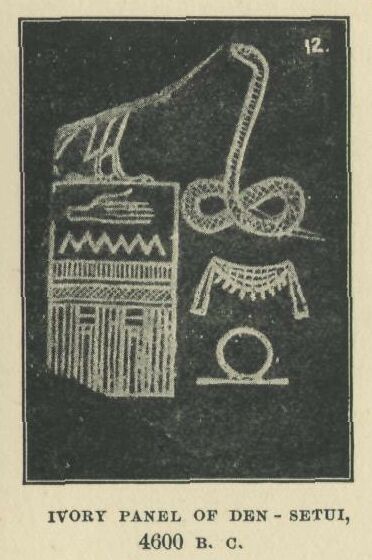 12.
IVORY PANEL OF DEN - SETUI,
4600 B. C.